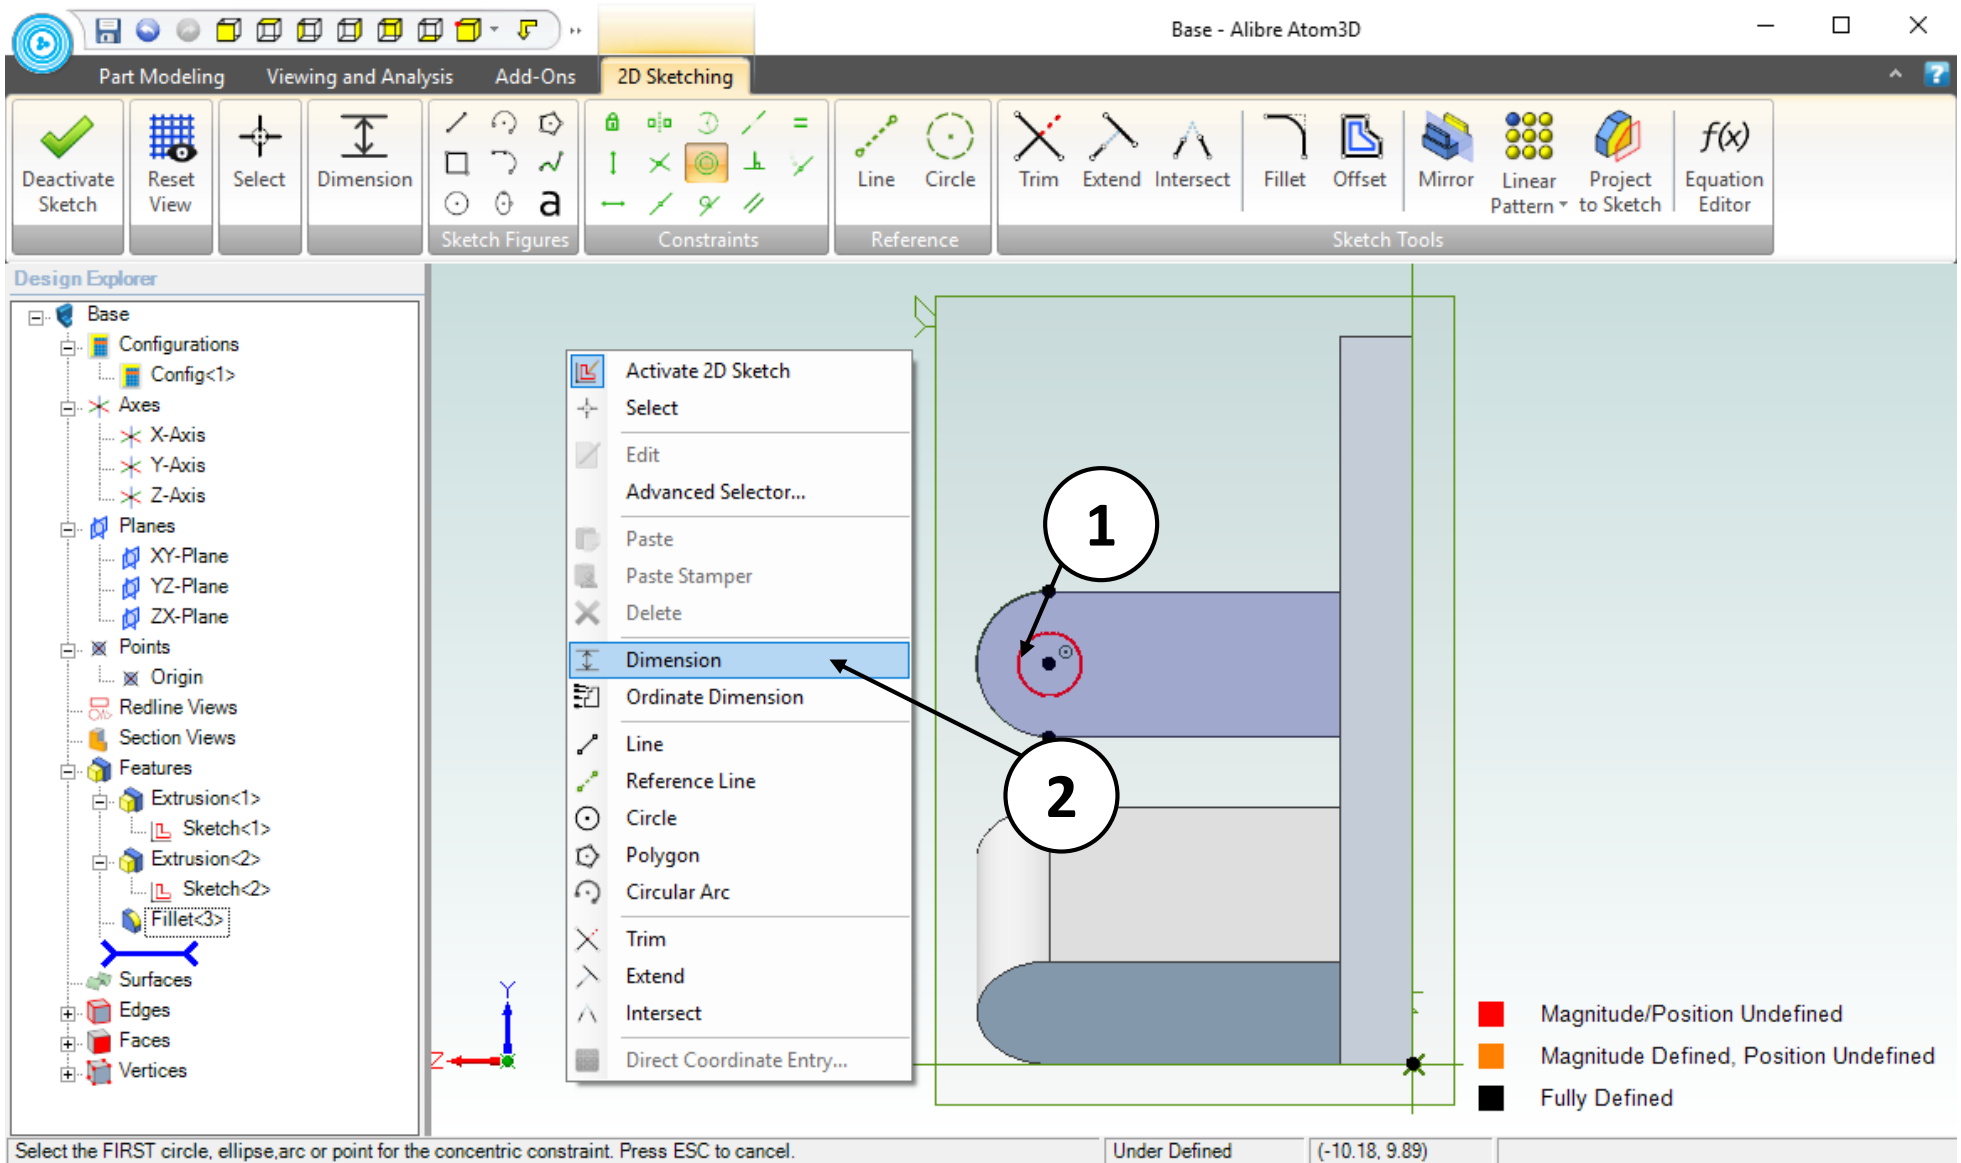 Base - Alibre Atom3D
Part Modeling
Viewing and Analysis
Add-Ons
2D Sketching
Deactivate
Sketch
Reset
View
Select
Dimension
a
Sketch Figures
Constraints
Line
Circle
Reference
Trim
Extend
Intersect
Fillet
Offset
Mirror
Linear
Pattern
Project
to Sketch
f(x)
Equation
Editor
Sketch Tools
Design Explorer
Base
Configurations
Config<1>
Axes
X-Axis
Y-Axis
Z-Axis
Planes
XY-Plane
YZ-Plane
ZX-Plane
Points
Origin
Redline Views
Section Views
Features
Extrusion<1>
Sketch<1>
Extrusion<2>
Sketch<2>
Fillet<3>
Surfaces
Edges
Faces
Vertices
Activate 2D Sketch
Select
Edit
Advanced Selector...
Paste
Paste Stamper
Delete
Dimension
Ordinate Dimension
Line
Reference Line
Circle
Polygon
Circular Arc
Trim
Extend
Intersect
Direct Coordinate Entry...
1
2
Y
Z
Magnitude/Position Undefined
Magnitude Defined, Position Undefined
Fully Defined
Select the FIRST circle, ellipse,arc or point for the concentric constraint. Press ESC to cancel.
Under Defined
(-10.18, 9.89)